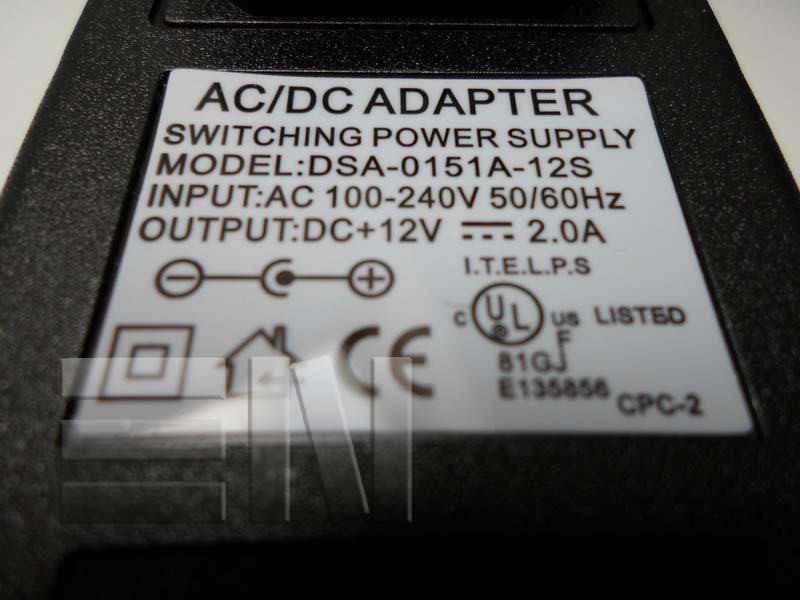 AC/DC ADAPTER
SWITCHING POWER SUPPLY
MODEL:DSA-0151A-12S
INPUT:AC 100-240V 50/60Hz
OUTPUT:DC+12V ⎓ 2.0A
I.T.E.L.P.S
C UL US LISTED
F
81GJ
E135856
CPC-2
CE
EN